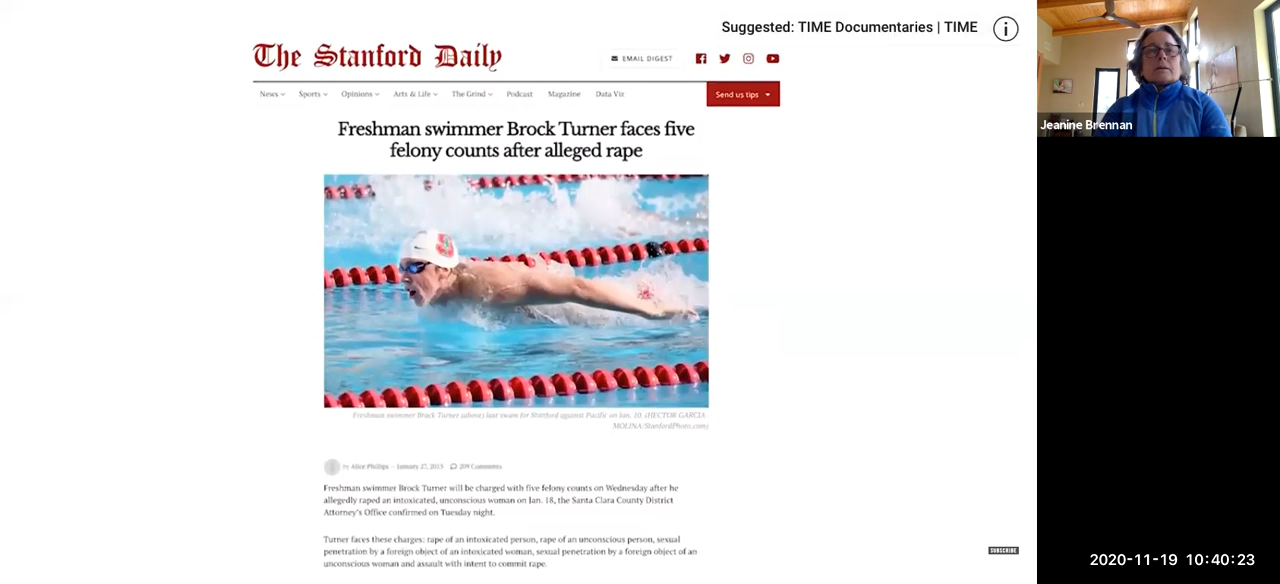 Suggested: TIME Documentaries | TIME
The Stanford Daily
EMAIL DIGEST
News Sports Opinions Arts & Life The Grind Podcast Magazine Data Viz
Send us tips
Freshman swimmer Brock Turner faces five
felony counts after alleged rape
Freshman swimmer Brock Turner (above) last swam for Stanford against Pacific on Jan. 10. (HECTOR GARCIA
MOLINA/StanfordPhoto.com)
by Alice Phillips — January 27, 2015 209 Comments
Freshman swimmer Brock Turner will be charged with five felony counts on Wednesday after he
allegedly raped an intoxicated, unconscious woman on Jan. 18, the Santa Clara County District
Attorney's Office confirmed on Tuesday night.
Turner faces these charges: rape of an intoxicated person, rape of an unconscious person, sexual
penetration by a foreign object of an intoxicated woman, sexual penetration by a foreign object of an
unconscious woman and assault with intent to commit rape.
SUBSCRIBE
Jeanine Brennan
2020-11-19 10:40:23